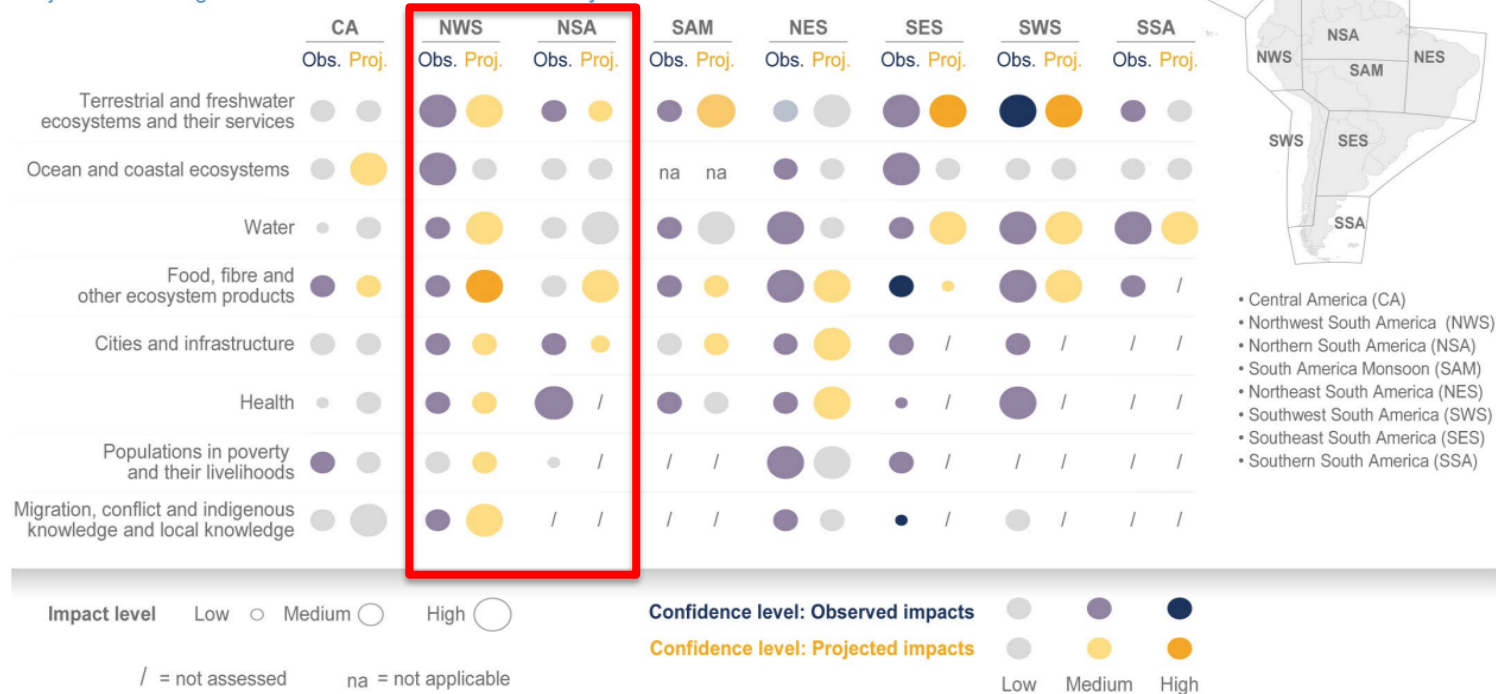 CA NWS NSA SAM NES SES SWS SSA
Obs. Proj. Obs. Proj. Obs. Proj. Obs. Proj. Obs. Proj. Obs. Proj. Obs. Proj. Obs. Proj.
Terrestrial and freshwater
ecosystems and their services
Ocean and coastal ecosystems na na
Water
Food, fibre and
other ecosystem products /
Cities and infrastructure / / / /
Health / / / / /
Populations in poverty
and their livelihoods / / / / / / / /
Migration, conflict and indigenous
knowledge and local knowledge / / / / / / / /
NSA
NWS
SAM
NES
SWS
SES
SSA
• Central America (CA)
• Northwest South America (NWS)
• Northern South America (NSA)
• South America Monsoon (SAM)
• Northeast South America (NES)
• Southwest South America (SWS)
• Southeast South America (SES)
• Southern South America (SSA)
Impact level Low Medium High
/ = not assessed na = not applicable
Confidence level: Observed impacts
Confidence level: Projected impacts
Low Medium High